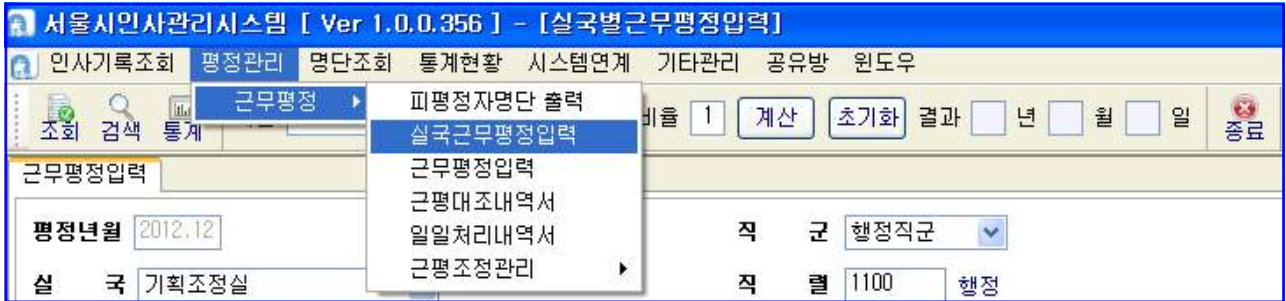 서울시인사관리시스템 [ Ver 1.0.0.356 ] - [실국별근무평정입력]
인사기록조회 평정관리 명단조회 통계현황 시스템연계 기타관리 공유방 윈도우
조회 검색 통계 비율 1 계산 초기화 결과 년 월 일 종료
근무평정
피평정자명단 출력
실국근무평정입력
근무평정입력
근평대조내역서
일일처리내역서
근평조정관리
근무평정입력
평정년월 2012.12 직 군 행정직군
실 국 기획조정실 직 렬 1100 행정